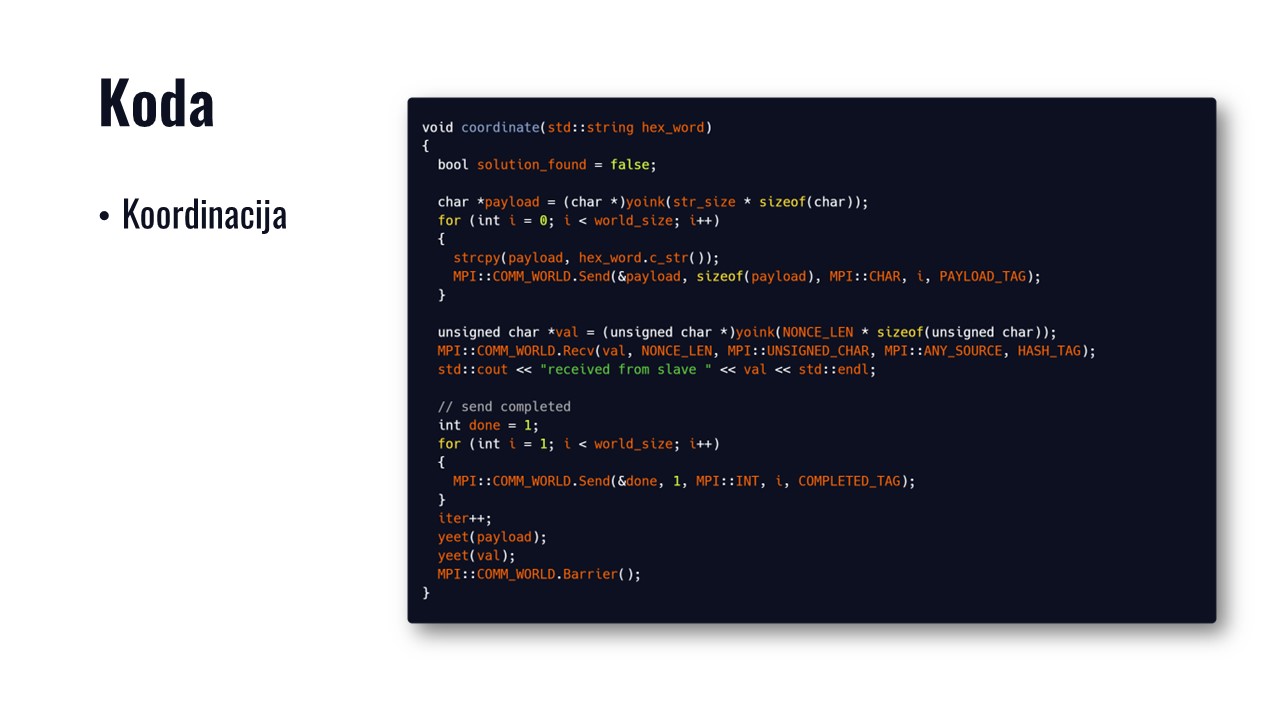 Koda
• Koordinacija
void coordinate(std::string hex_word)
{
  bool solution_found = false;

  char *payload = (char *)yoink(str_size * sizeof(char));
  for (int i = 0; i < world_size; i++)
  {
    strcpy(payload, hex_word.c_str());
    MPI::COMM_WORLD.Send(&payload, sizeof(payload), MPI::CHAR, i, PAYLOAD_TAG);
  }

  unsigned char *val = (unsigned char *)yoink(NONCE_LEN * sizeof(unsigned char));
  MPI::COMM_WORLD.Recv(val, NONCE_LEN, MPI::UNSIGNED_CHAR, MPI::ANY_SOURCE, HASH_TAG);
  std::cout << "received from slave " << val << std::endl;

  // send completed
  int done = 1;
  for (int i = 1; i < world_size; i++)
  {
    MPI::COMM_WORLD.Send(&done, 1, MPI::INT, i, COMPLETED_TAG);
  }
  iter++;
  yeet(payload);
  yeet(val);
  MPI::COMM_WORLD.Barrier();
}